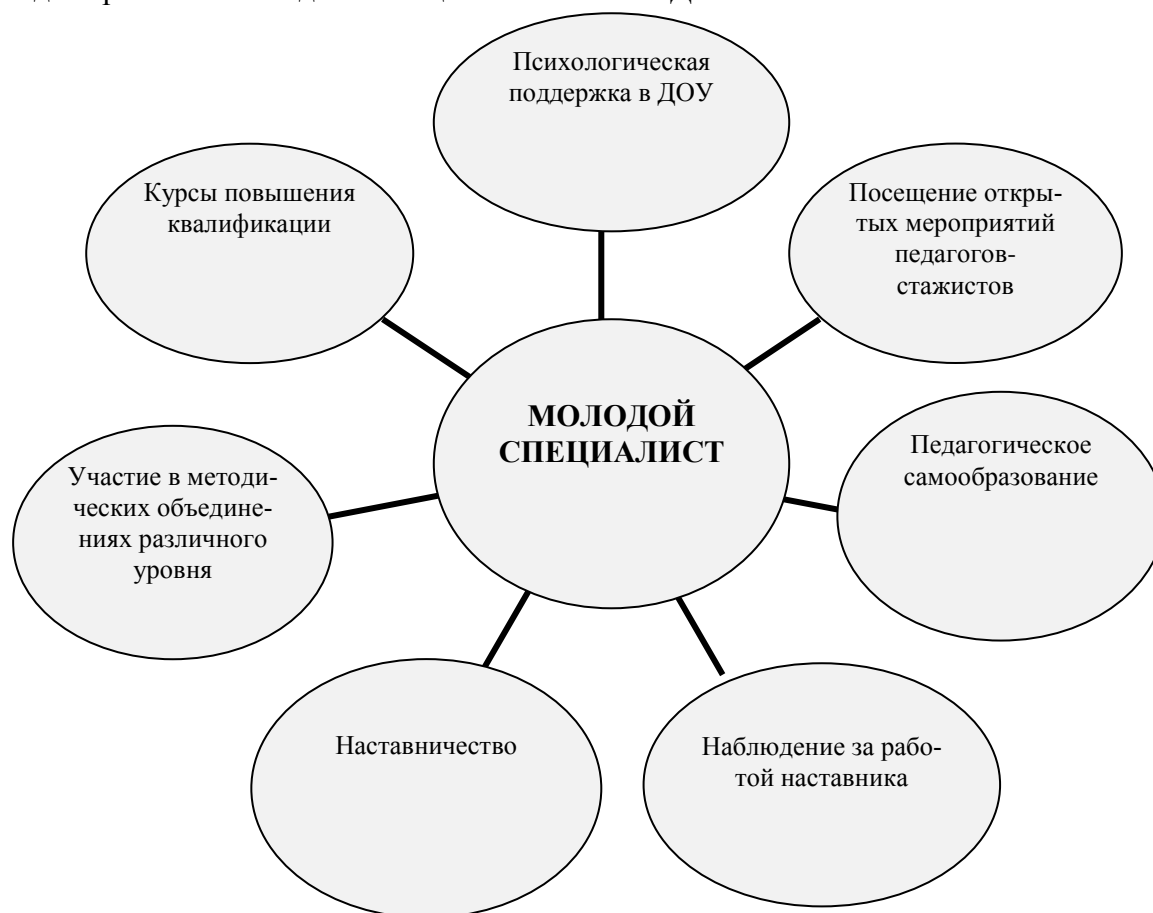 Психологическая
поддержка в ДОУ
Курсы повышения
квалификации
Посещение откры-
тых мероприятий
педагогов-
стажистов
МОЛОДОЙ
СПЕЦИАЛИСТ
Педагогическое
самообразование
Участие в методи-
ческих объедине-
ниях различного
уровня
Наставничество
Наблюдение за рабо-
той наставника